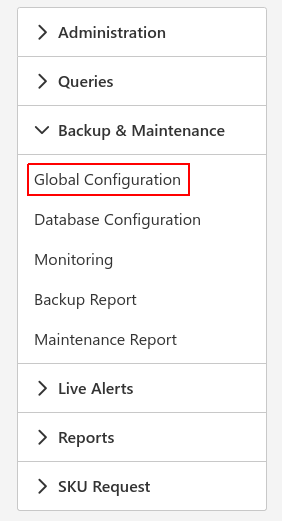 Administration
Queries
Backup & Maintenance
Global Configuration
Database Configuration
Monitoring
Backup Report
Maintenance Report
Live Alerts
Reports
SKU Request